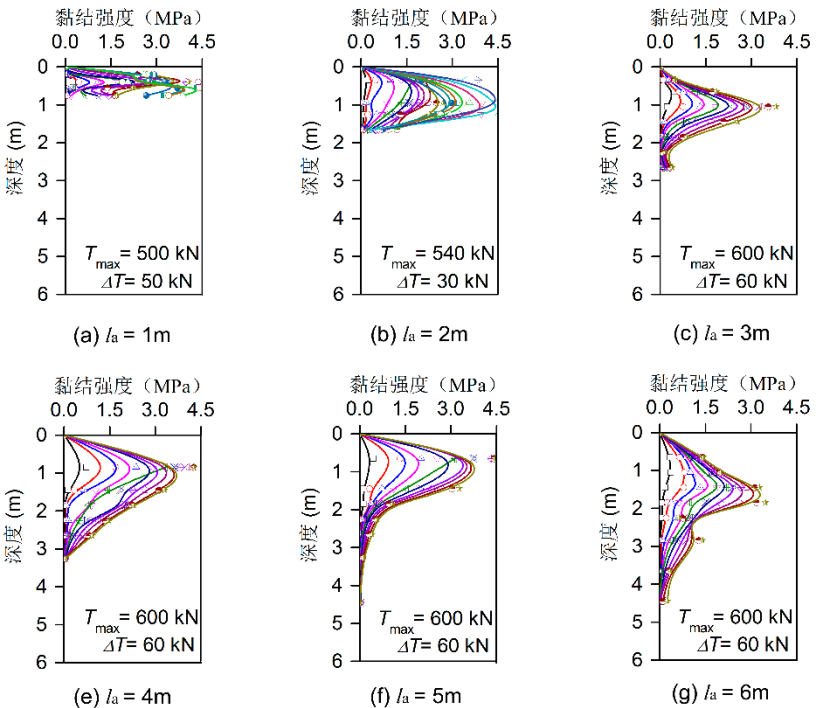 黏结强度（MPa） 黏结强度（MPa） 黏结强度（MPa）
0.0 1.5 3.0 4.5 0.0 1.5 3.0 4.5 0.0 1.5 3.0 4.5
0 0 0
1 1 1
2 2 2
深度 (m) 深度 (m) 深度 (m)
3 3 3
4 4 4
T max = 500 kN T max = 540 kN T max = 600 kN
5 5 5
ΔT= 50 kN ΔT= 30 kN ΔT= 60 kN
6 6 6
(a) la = 1m (b) la = 2m (c) la = 3m
黏结强度（MPa） 黏结强度（MPa） 黏结强度（MPa）
0.0 1.5 3.0 4.5 0.0 1.5 3.0 4.5 0.0 1.5 3.0 4.5
0 0 0
1 1 1
2 2 2
深度 (m) 深度 (m) 深度 (m)
3 3 3
4 4 4
T max = 600 kN T max = 600 kN T max = 600 kN
5 5 5
ΔT= 60 kN ΔT= 60 kN ΔT= 60 kN
6 6 6
(e) la = 4m (f) la = 5m (g) la = 6m